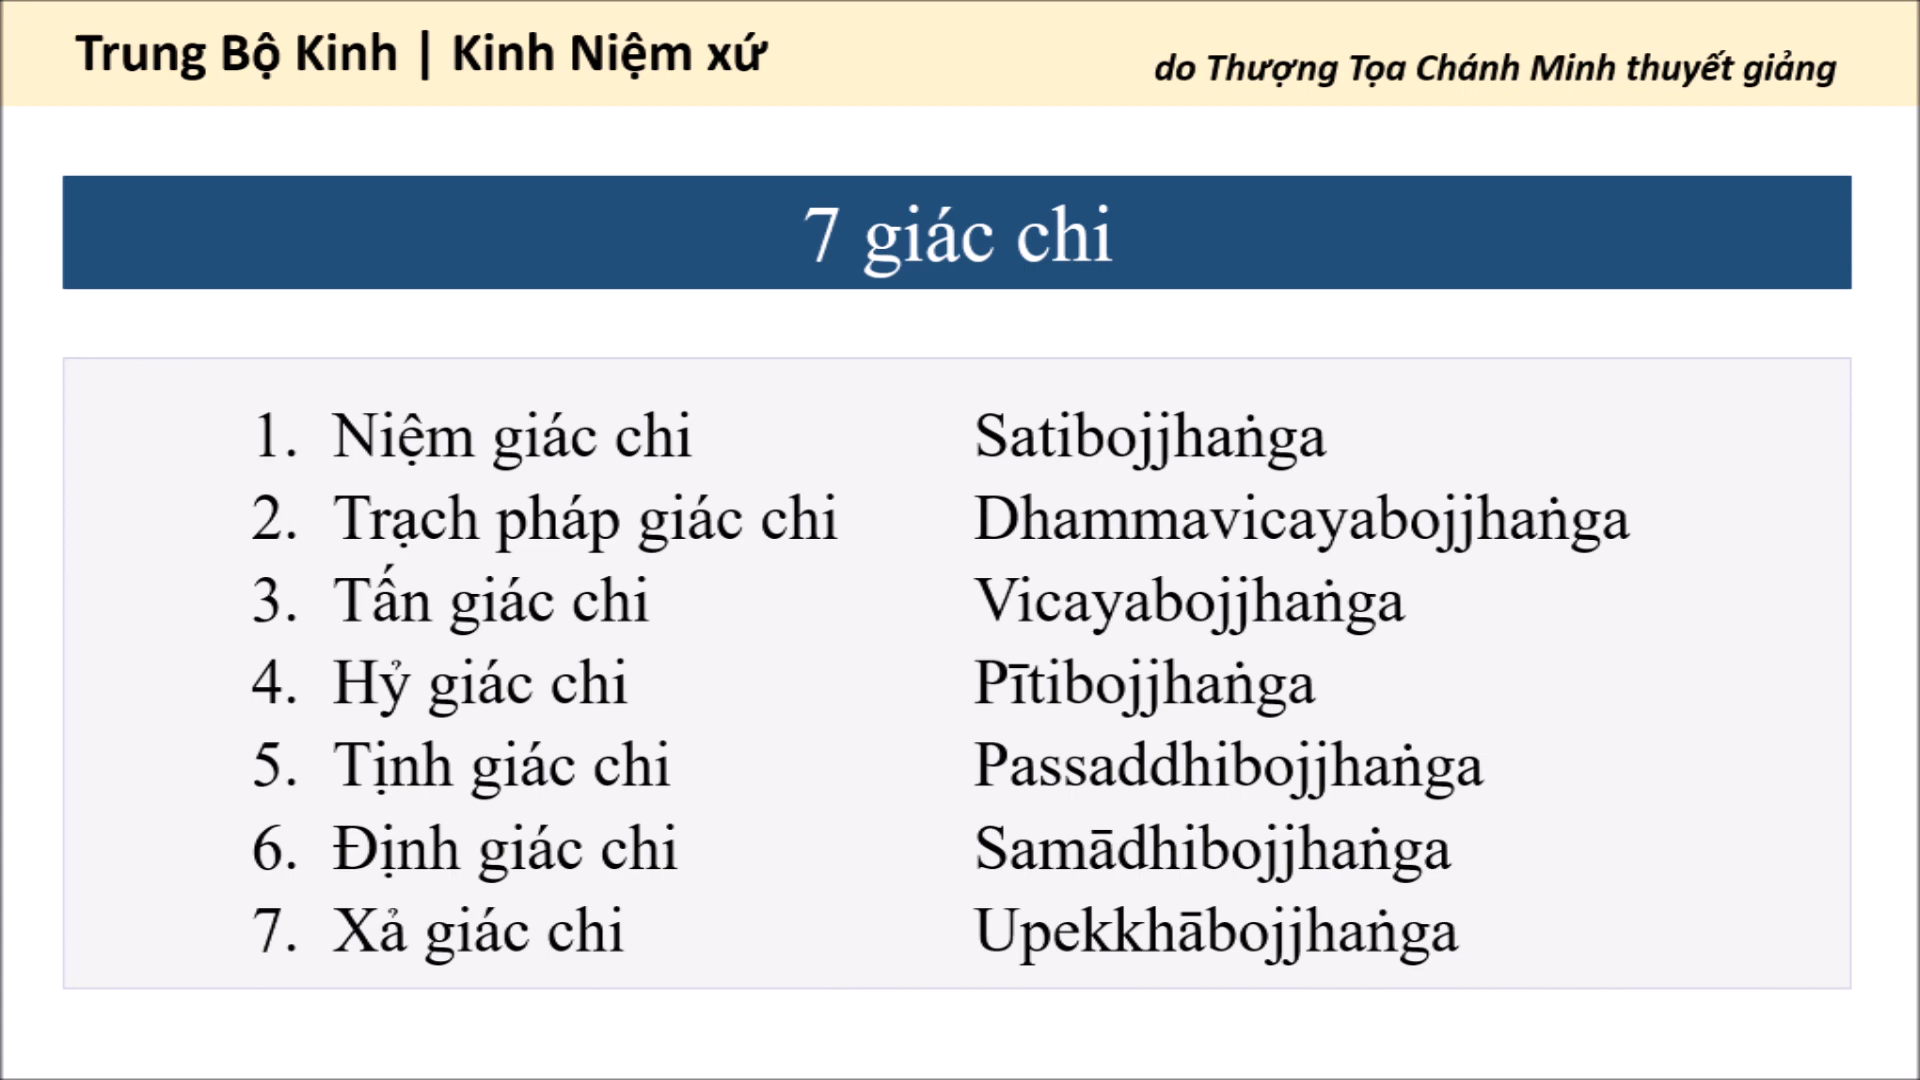 Trung Bộ Kinh | Kinh Niệm xứ
do Thượng Tọa Chánh Minh thuyết giảng
7 giác chi
1. Niệm giác chi Satibojjhaṅga
2. Trạch pháp giác chi Dhammavicayabojjhaṅga
3. Tấn giác chi Vicayabojjhaṅga
4. Hỷ giác chi Pītibojjhaṅga
5. Tịnh giác chi Passaddhibojjhaṅga
6. Định giác chi Samādhibojjhaṅga
7. Xả giác chi Upekkhābojjhaṅga